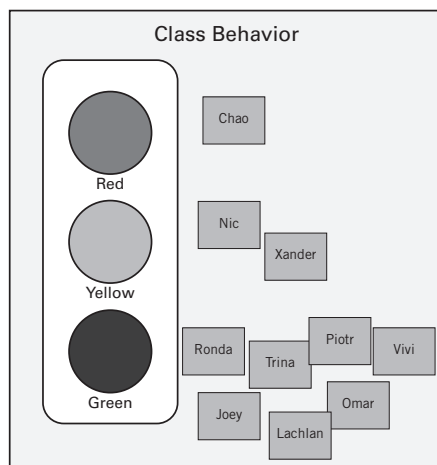 Class Behavior
Chao
Red
Nic
Xander
Yellow
Ronda
Trina
Piotr
Vivi
Green
Joey
Lachlan
Omar